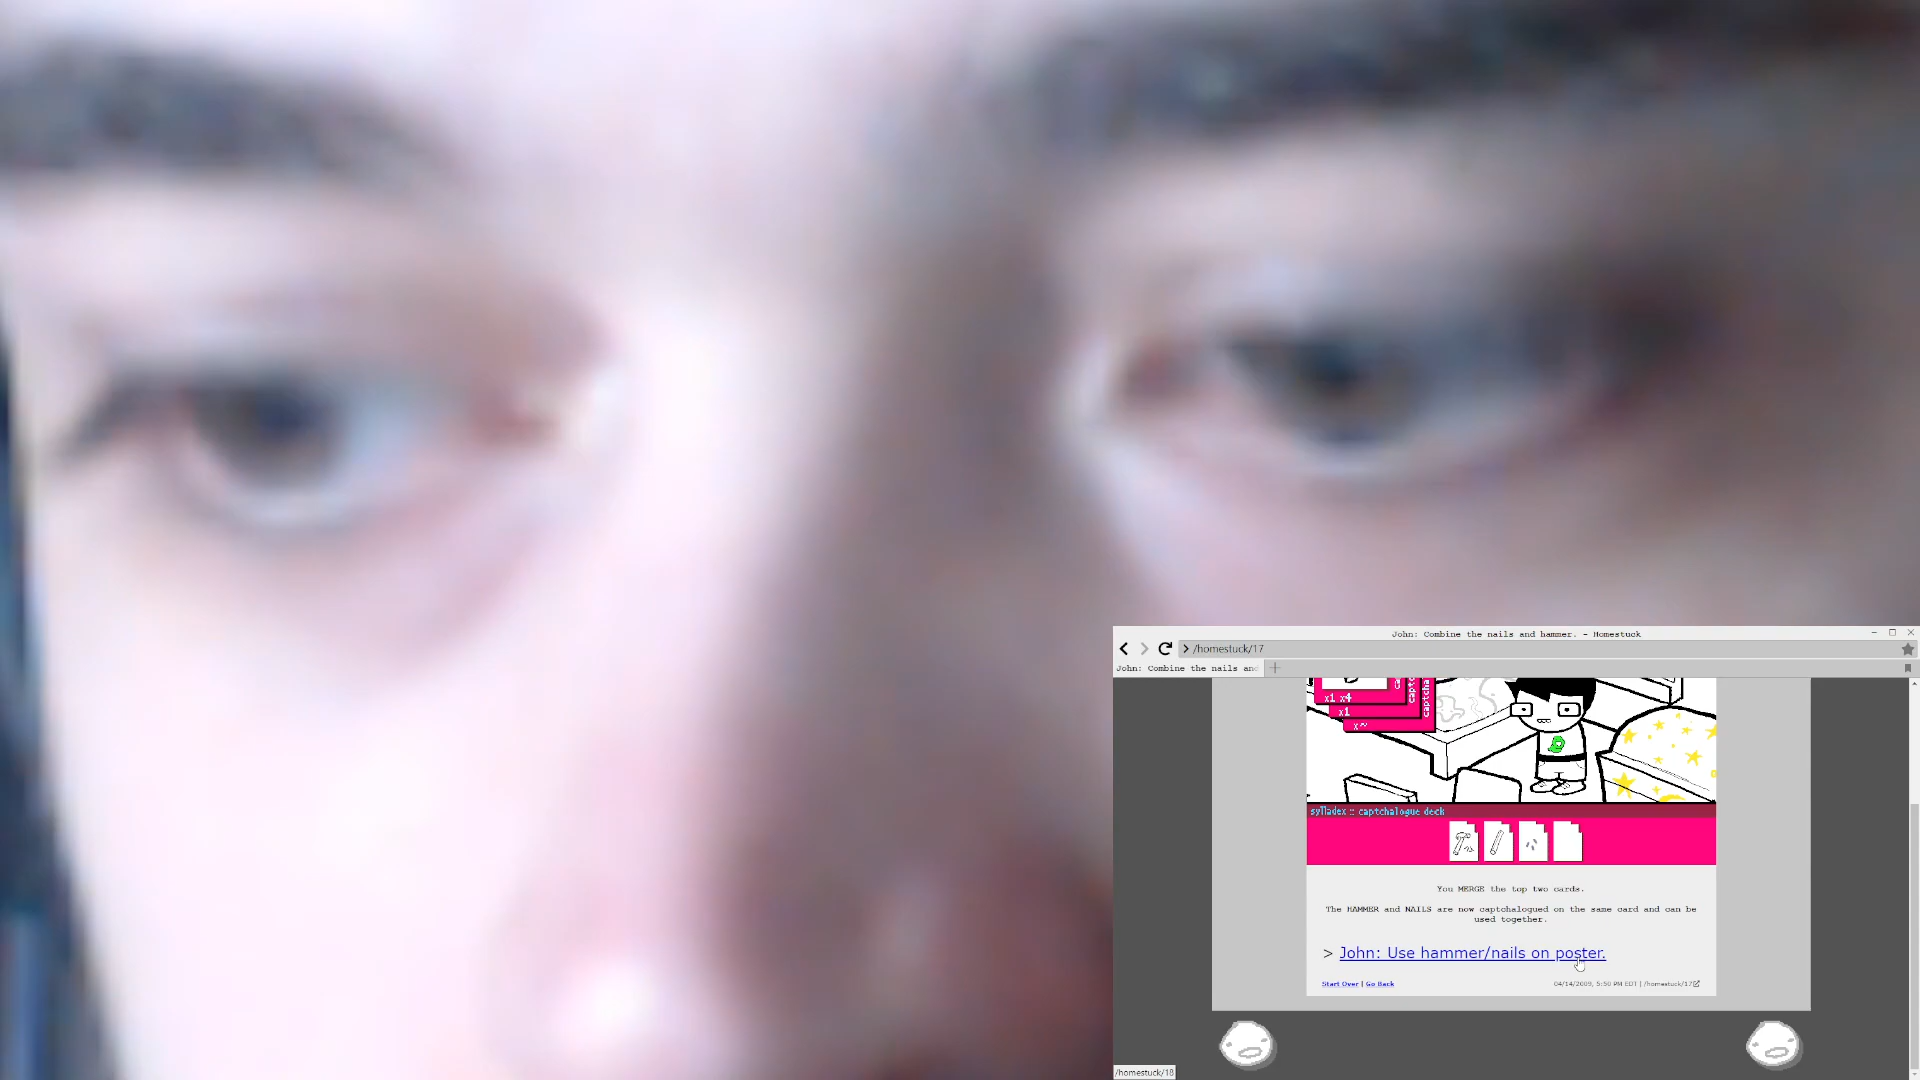 John: Combine the nails and hammer. - Homestuck
/homestuck/17
John: Combine the nails and
x1 x4
x1
x~
sylladex :: captchalogue deck
You MERGE the top two cards.
The HAMMER and NAILS are now captchalogued on the same card and can be
used together.
> John: Use hammer/nails on poster.
Start Over | Go Back
04/14/2009, 5:50 PM EDT | /homestuck/17
/homestuck/18